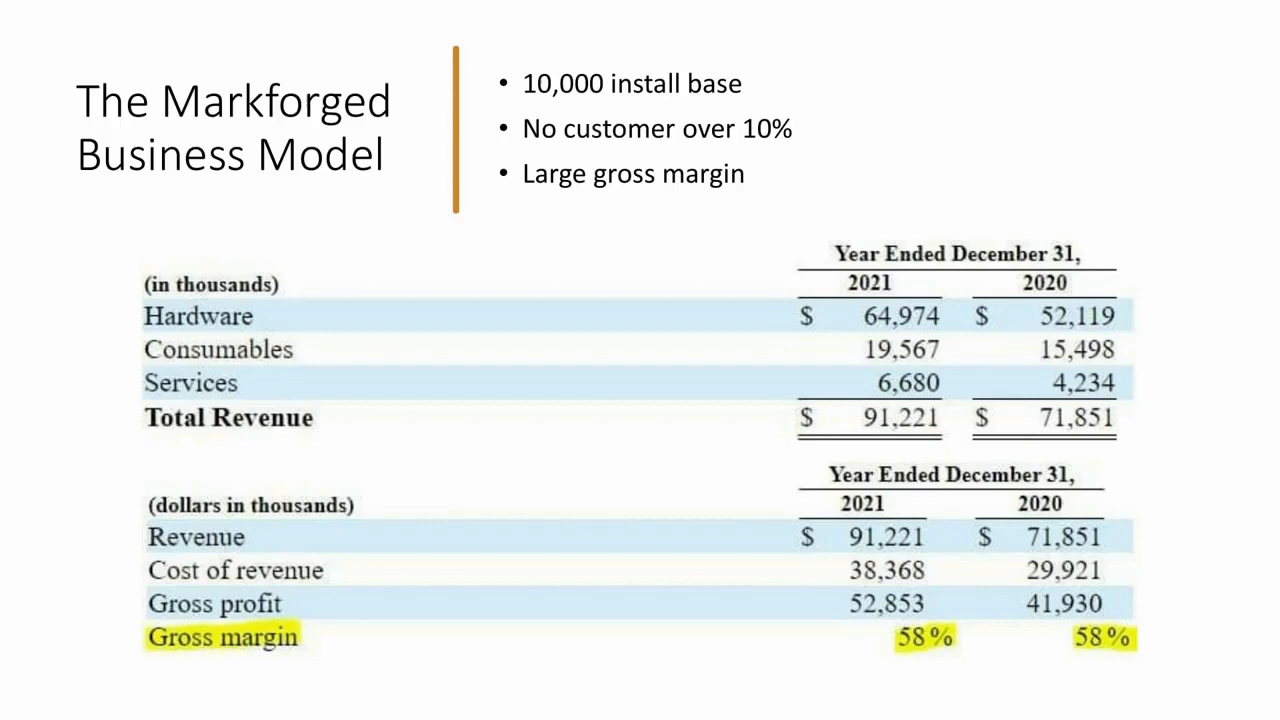 The Markforged
Business Model
• 10,000 install base
• No customer over 10%
• Large gross margin
Year Ended December 31,
(in thousands) 2021 2020
Hardware $ 64,974 $ 52,119
Consumables 19,567 15,498
Services 6,680 4,234
Total Revenue $ 91,221 $ 71,851
Year Ended December 31,
(dollars in thousands) 2021 2020
Revenue $ 91,221 $ 71,851
Cost of revenue 38,368 29,921
Gross profit 52,853 41,930
Gross margin 58% 58%